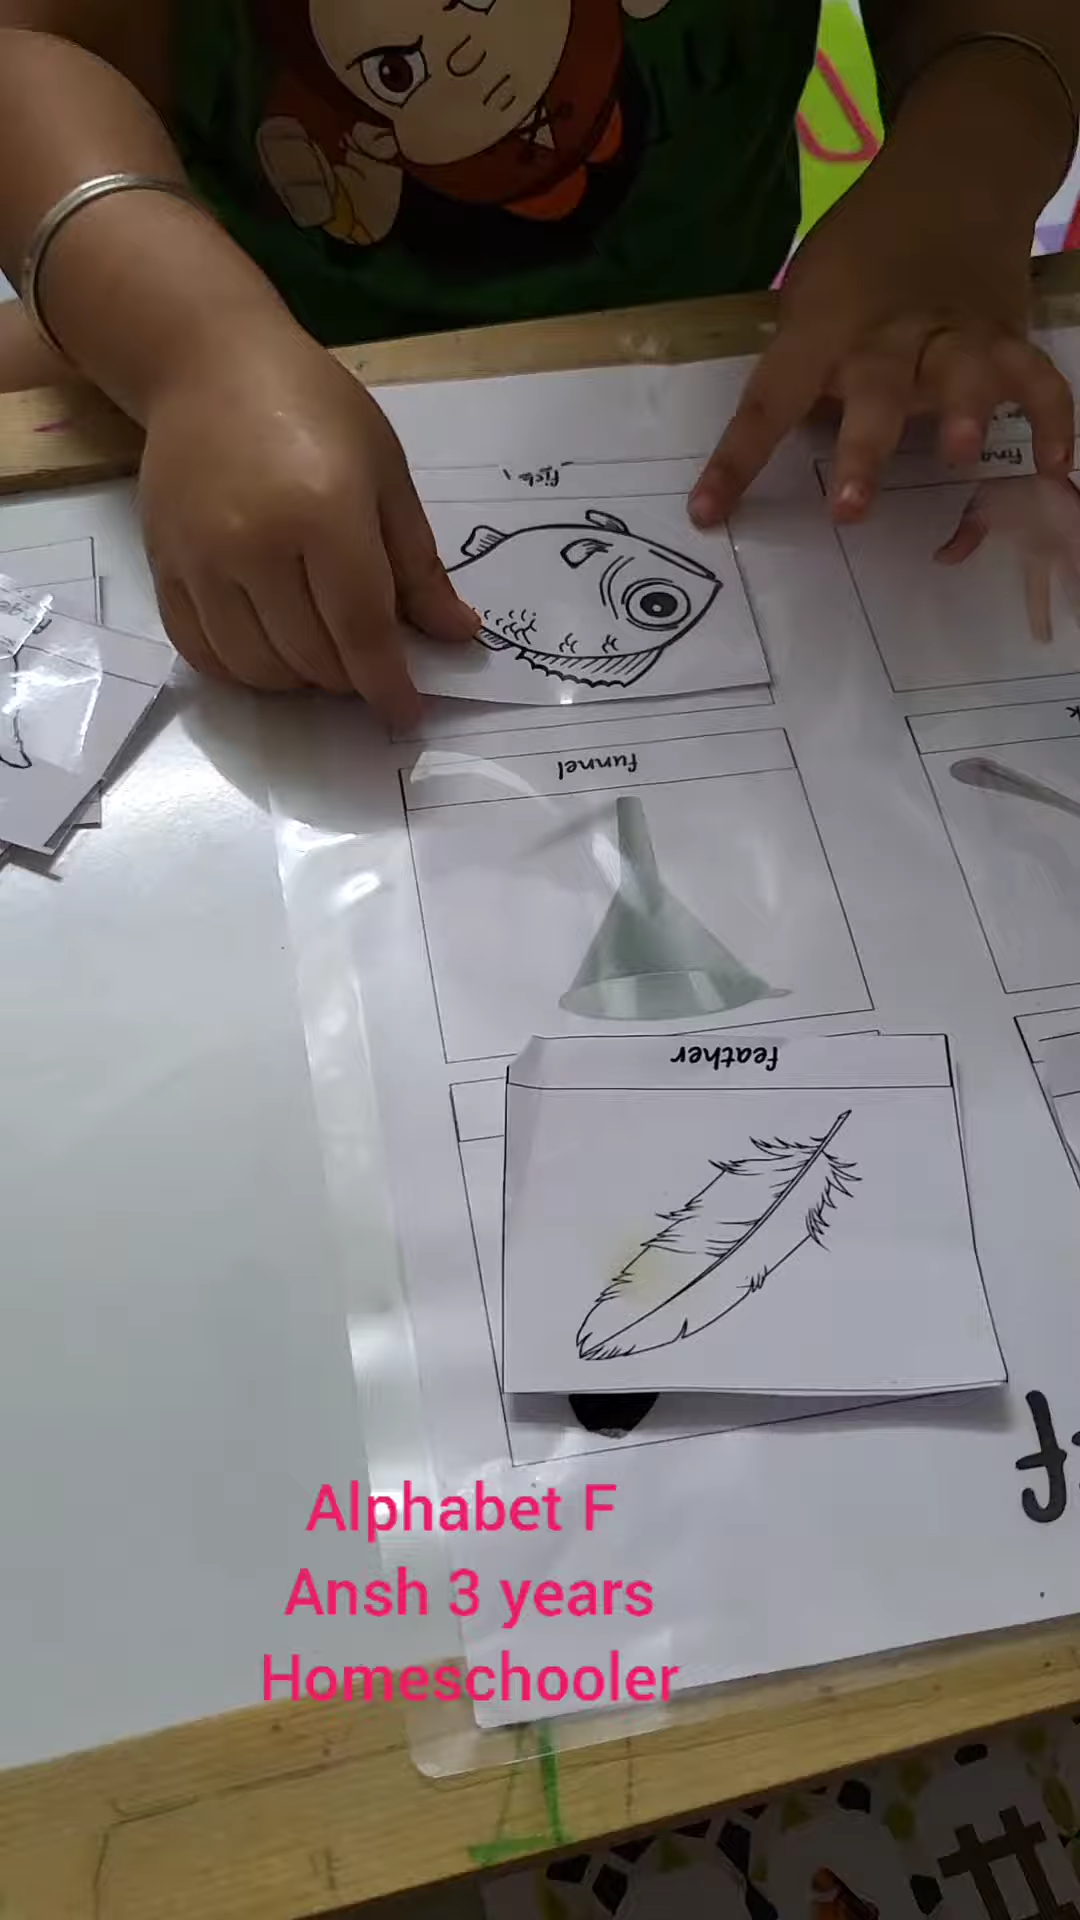 fish
funnel
feather
f
Alphabet F
Ansh 3 years
Homeschooler